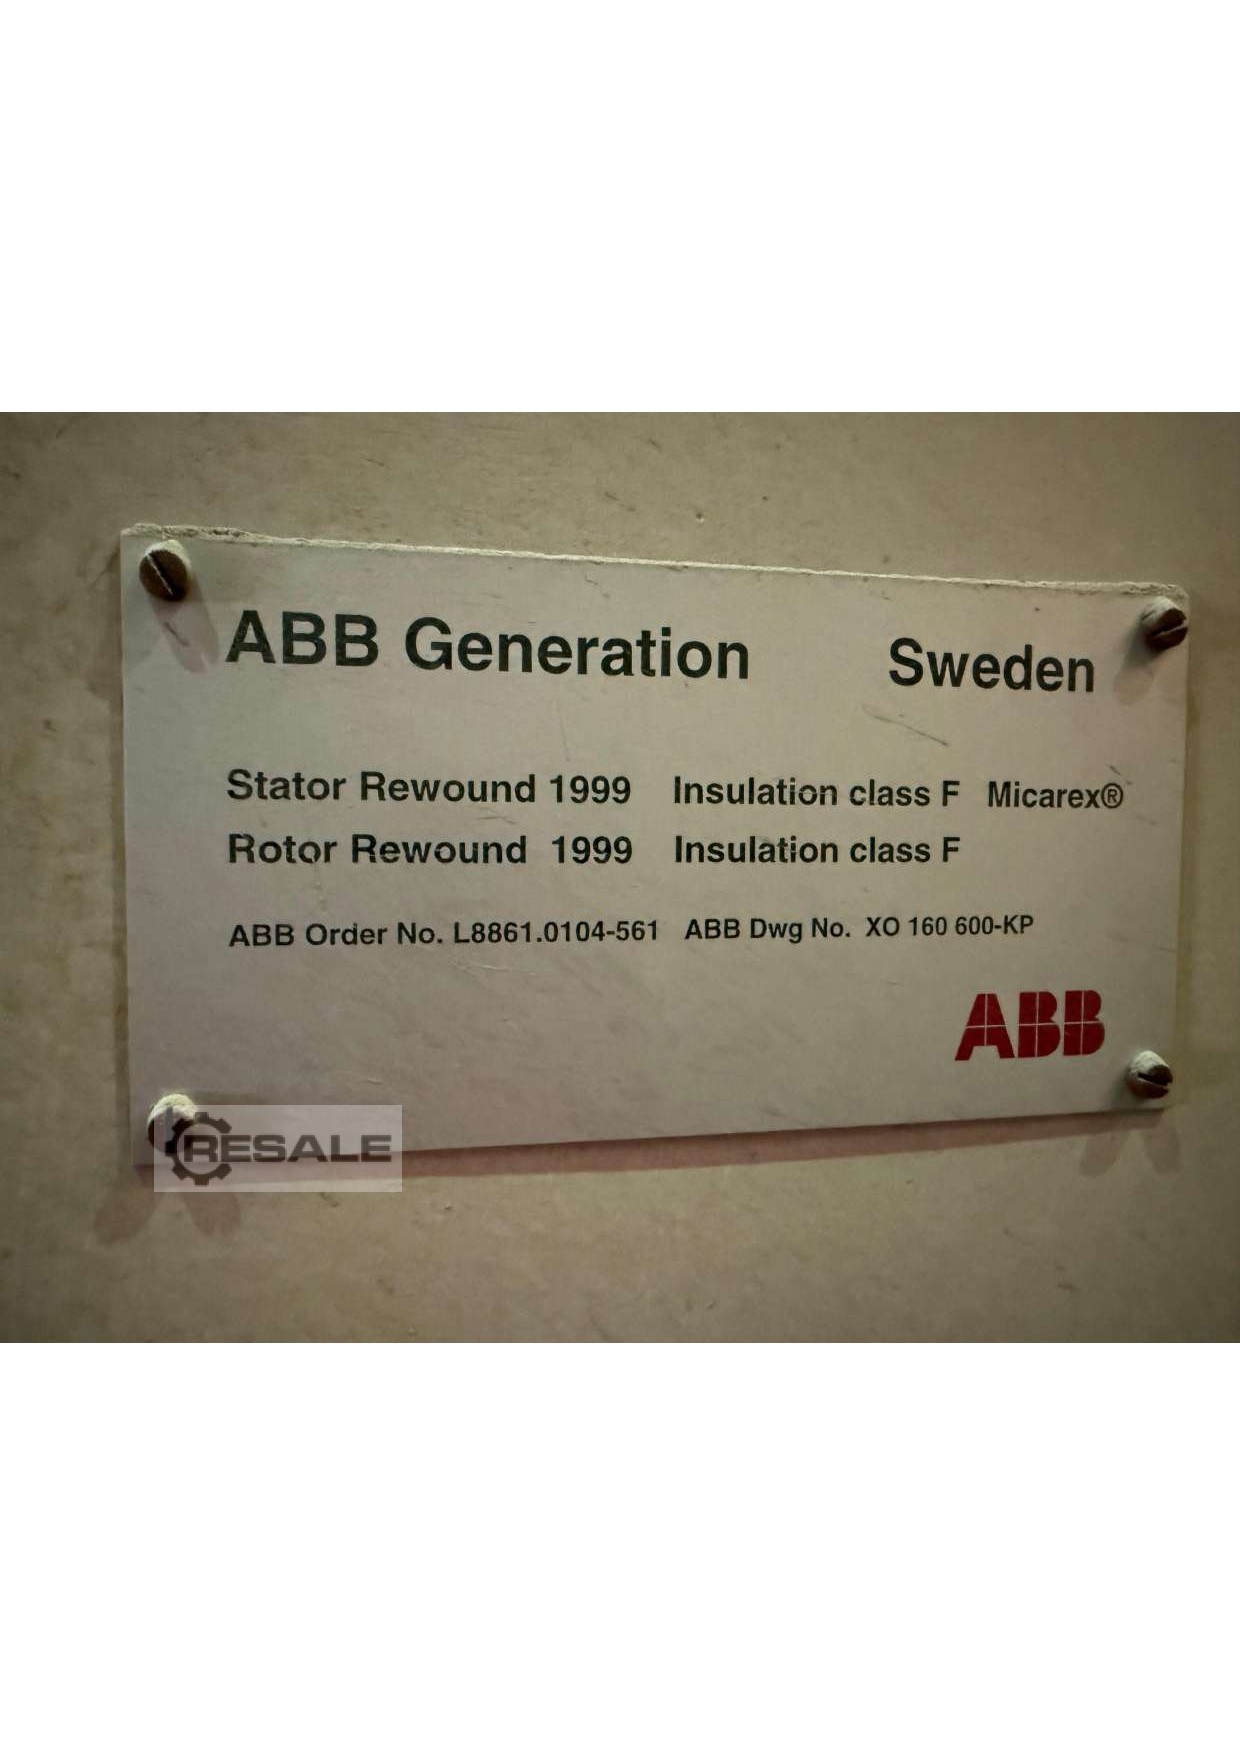 ABB Generation Sweden
Stator Rewound 1999 Insulation class F Micarex®
Rotor Rewound 1999 Insulation class F
ABB Order No. L8861.0104-561 ABB Dwg No. XO 160 600-KP
ABB
RESALE